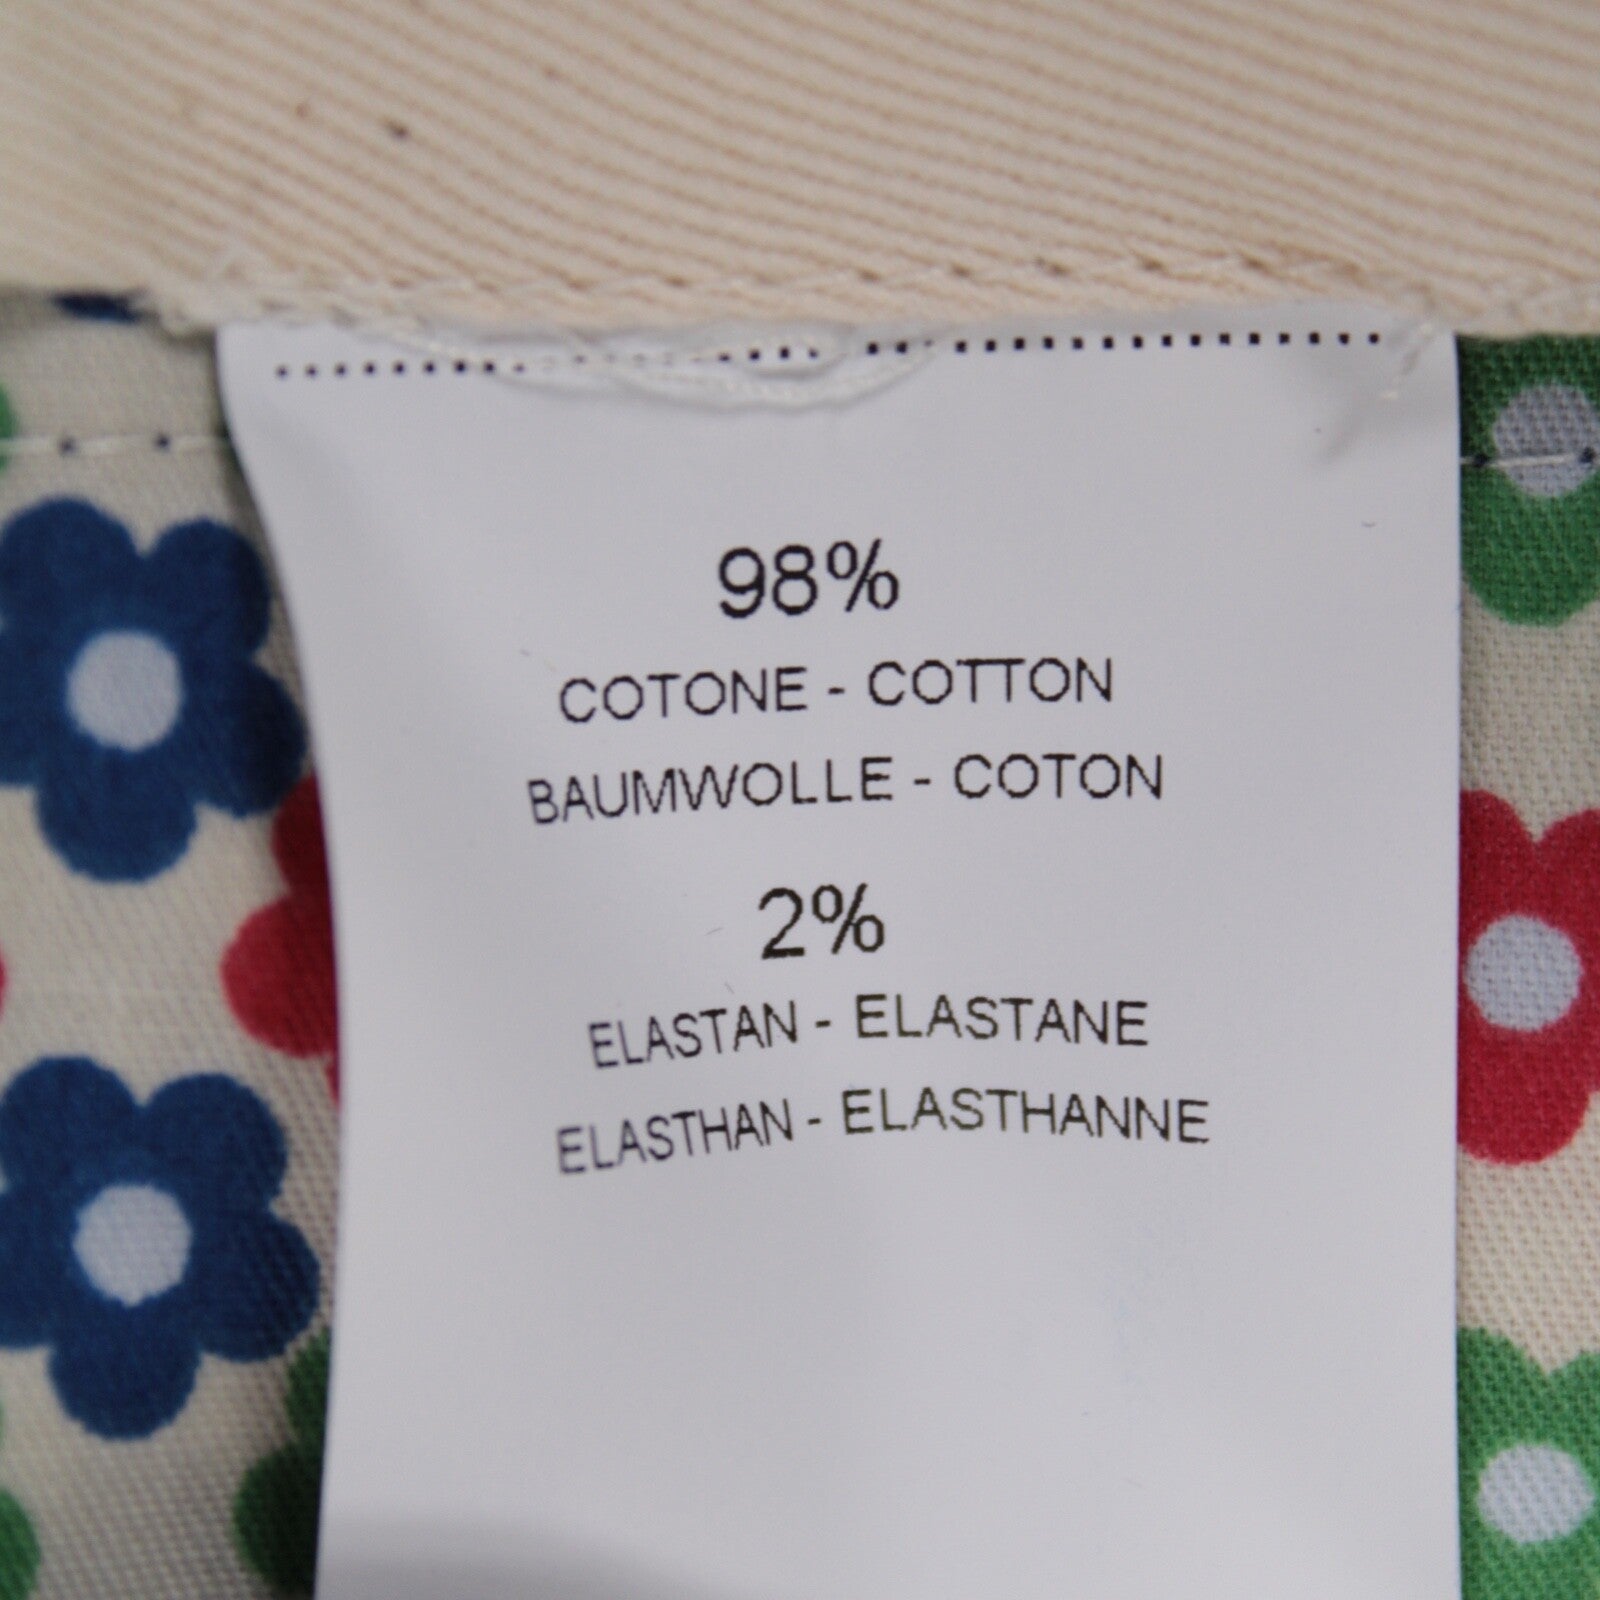 98%
COTONE - COTTON
BAUMWOLLE - COTON
2%
ELASTAN - ELASTANE
ELASTHAN - ELASTHANNE